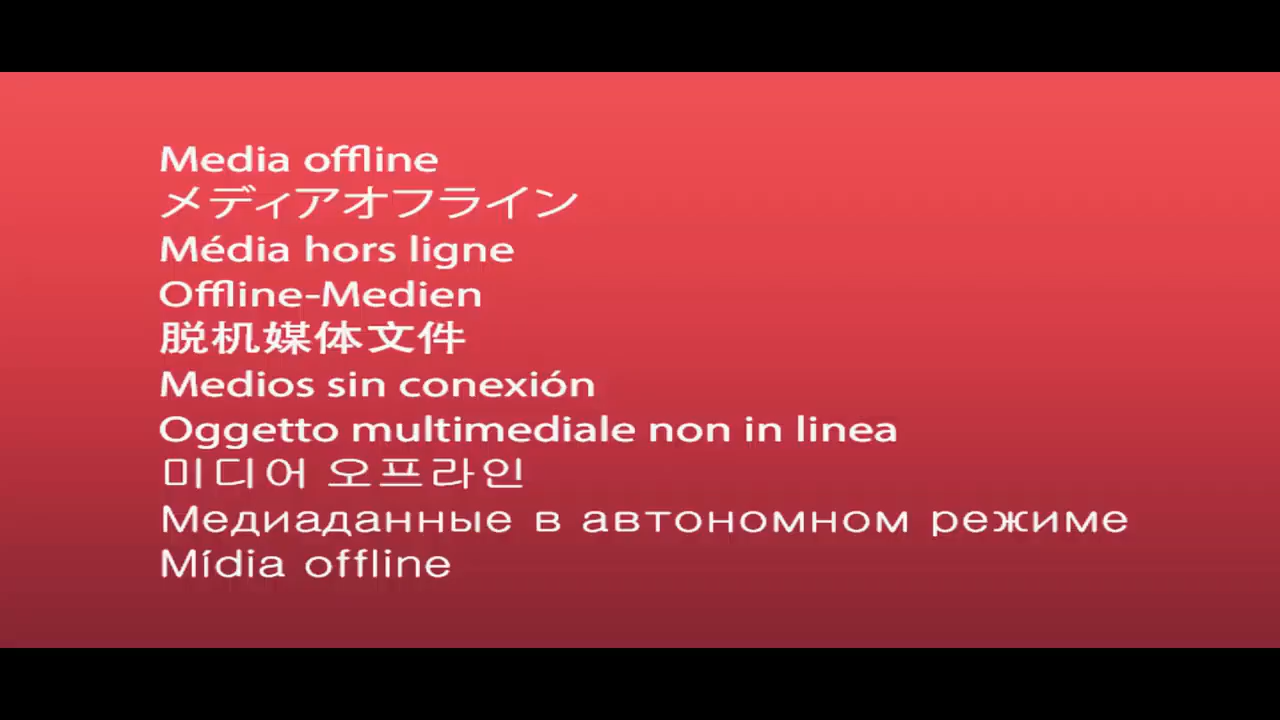 Media offline
メディアオフライン
Média hors ligne
Offline-Medien
脱机媒体文件
Medios sin conexión
Oggetto multimediale non in linea
미디어 오프라인
Медиаданные в автономном режиме
Mídia offline